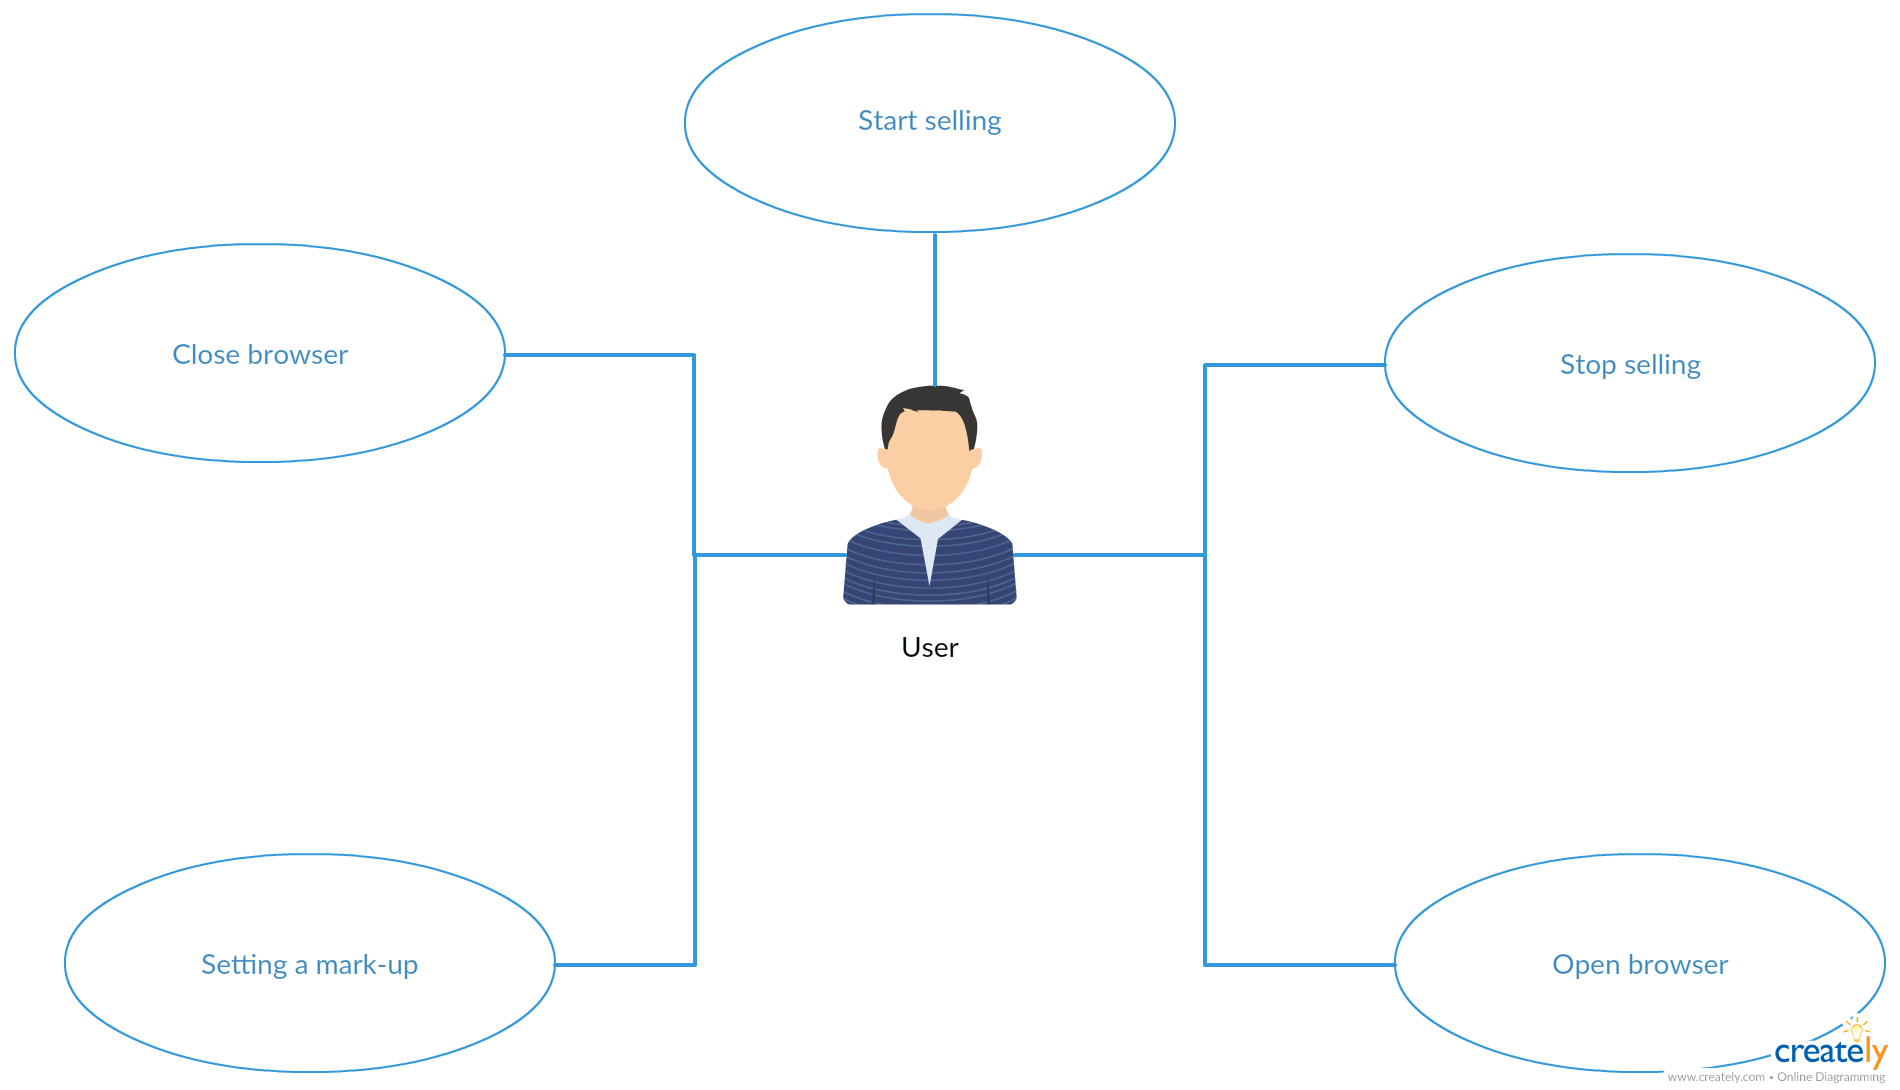 Start selling
Close browser
Stop selling
User
Setting a mark-up
Open browser
creately
www.creately.com • Online Diagramming